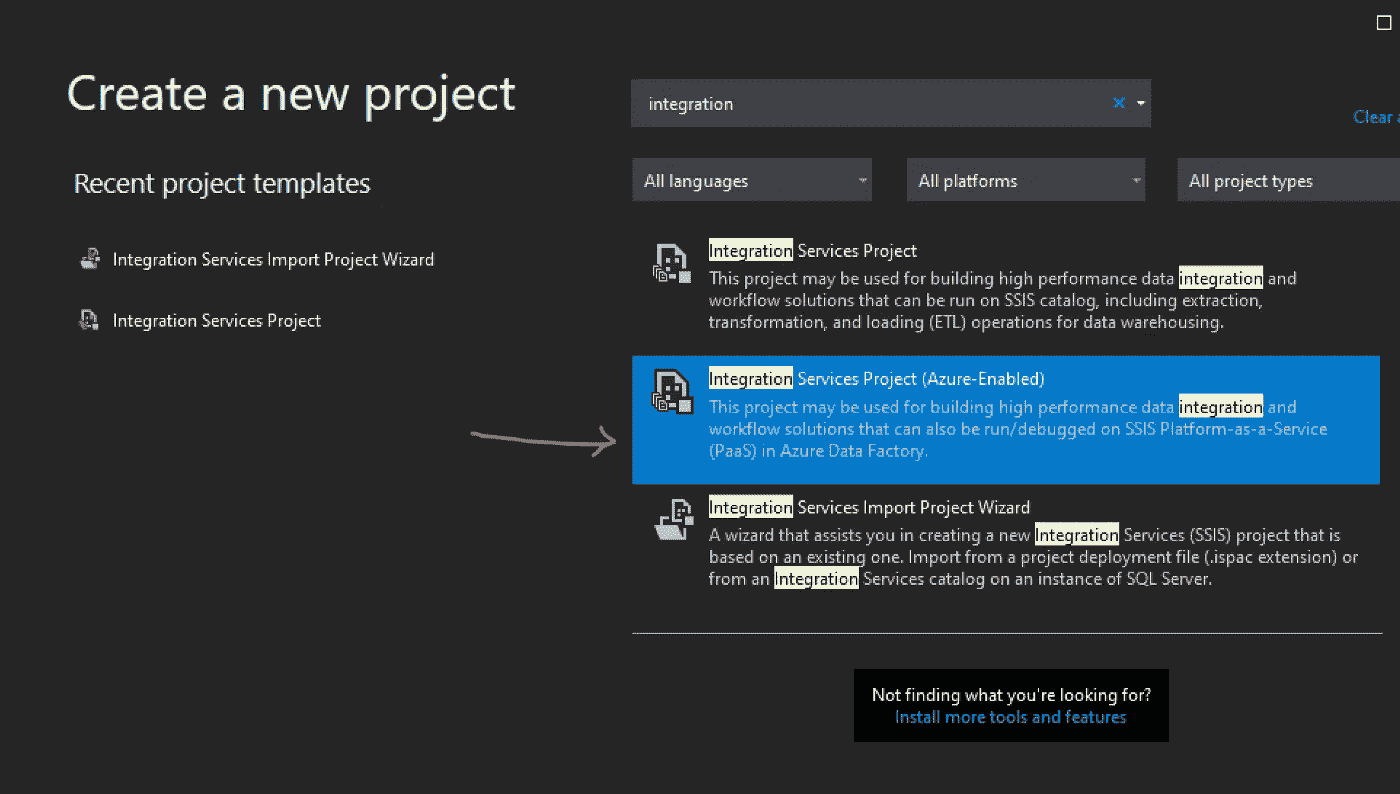 Create a new project
Recent project templates
Integration Services Import Project Wizard
Integration Services Project
integration
Clear
All languages
All platforms
All project types
Integration Services Project
This project may be used for building high performance data integration and
workflow solutions that can be run on SSIS catalog, including extraction,
transformation, and loading (ETL) operations for data warehousing.
Integration Services Project (Azure-Enabled)
This project may be used for building high performance data integration and
workflow solutions that can also be run/debugged on SSIS Platform-as-a-Service
(PaaS) in Azure Data Factory.
Integration Services Import Project Wizard
A wizard that assists you in creating a new Integration Services (SSIS) project that is
based on an existing one. Import from a project deployment file (.ispac extension) or
from an Integration Services catalog on an instance of SQL Server.
Not finding what you're looking for?
Install more tools and features